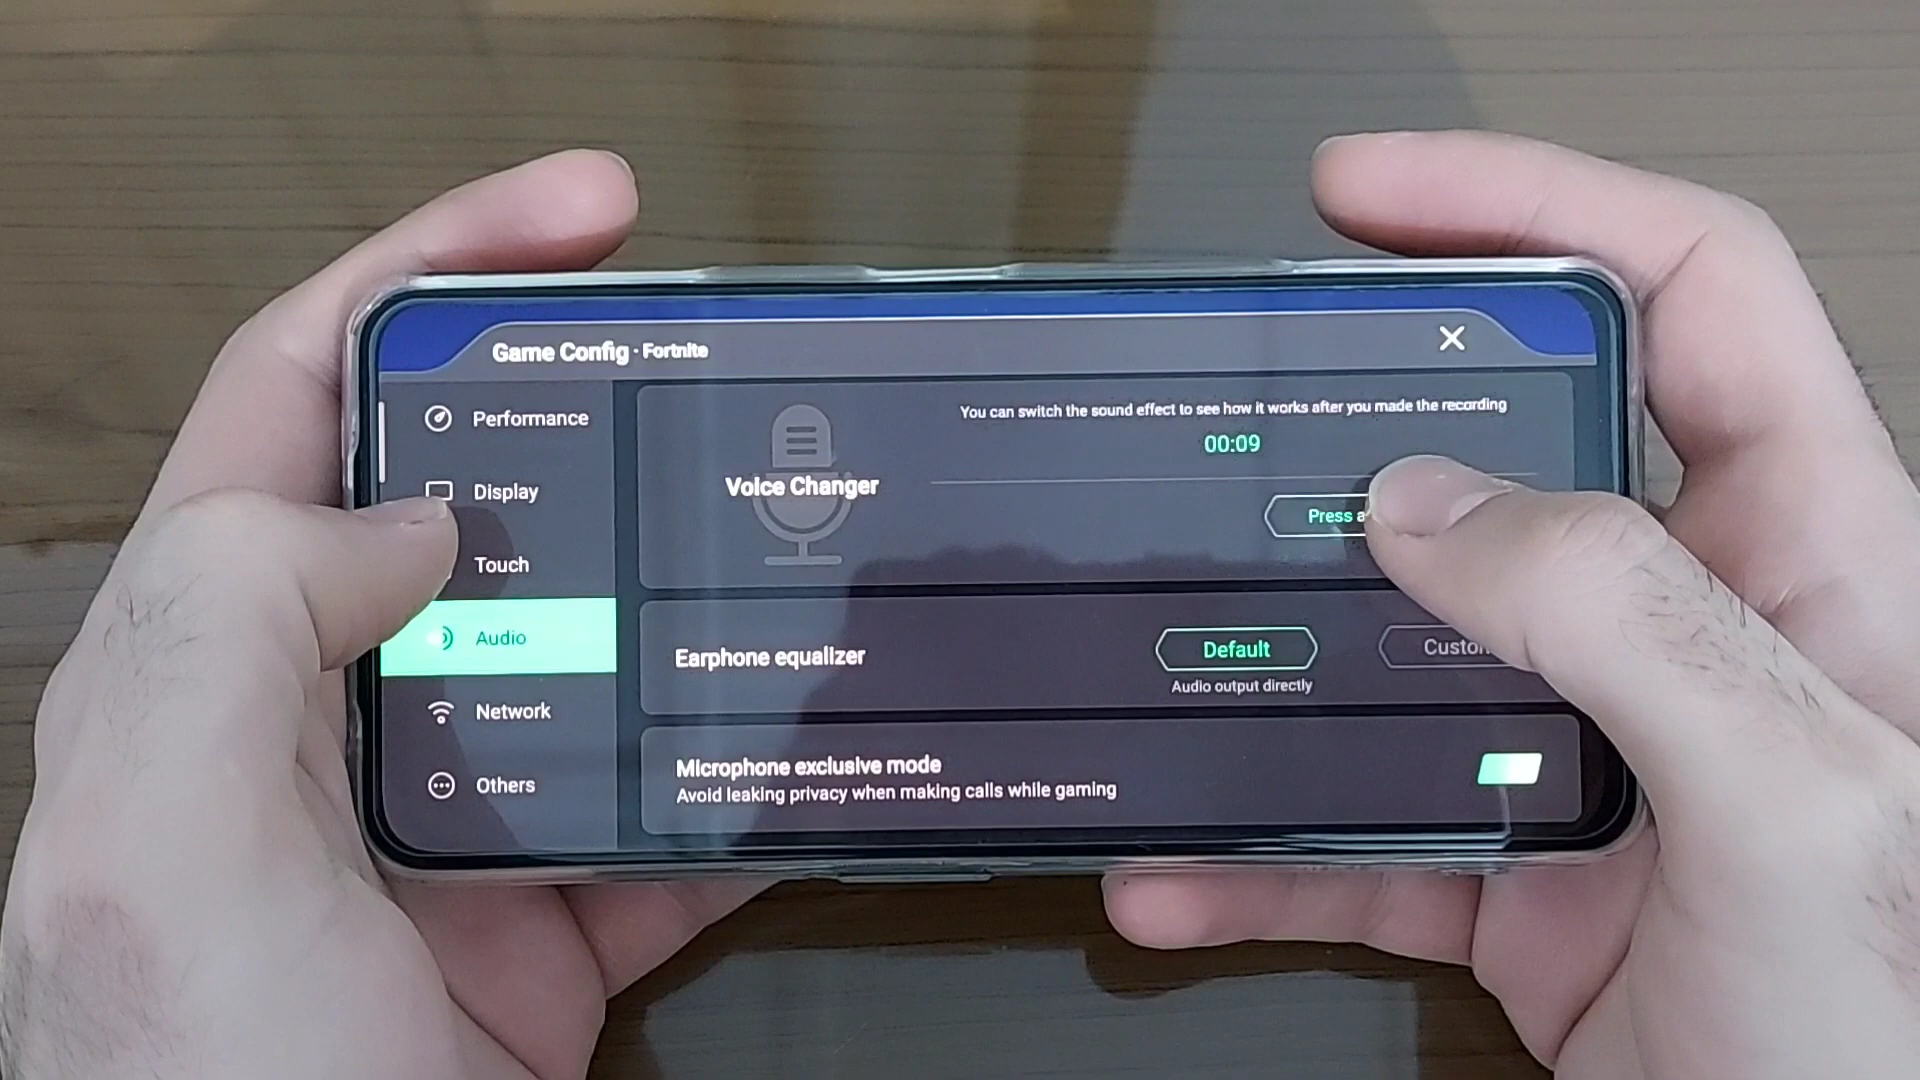 Game Config · Fortnite
Performance
Display
Touch
Audio
Network
Others
You can switch the sound effect to see how it works after you made the recording
00:09
Voice Changer
Press
Earphone equalizer
Default
Audio output directly
Microphone exclusive mode
Avoid leaking privacy when making calls while gaming